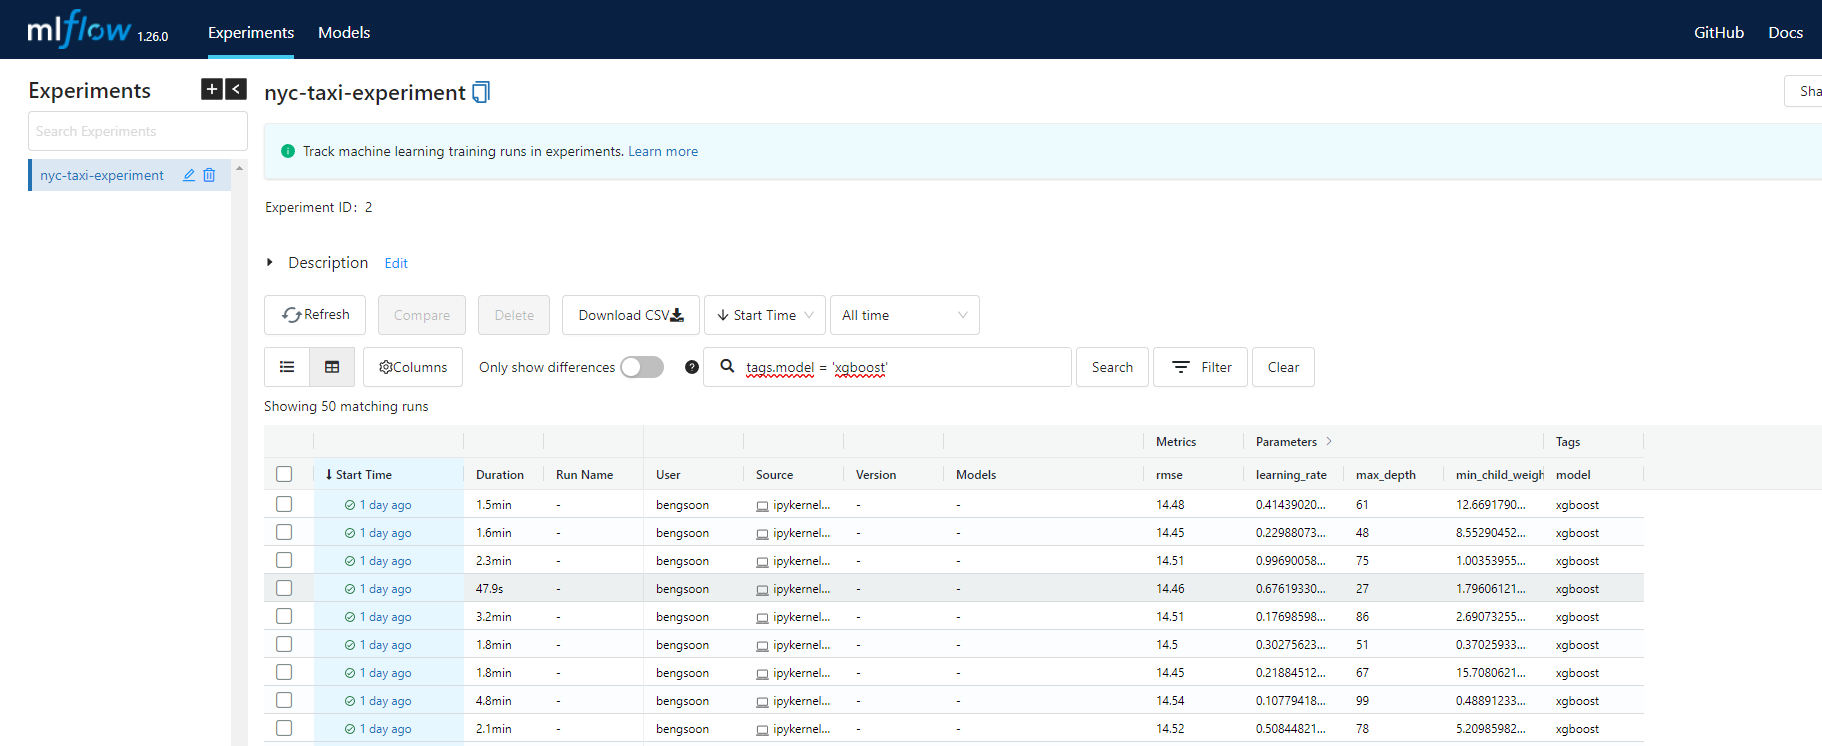 mlflow 1.26.0 Experiments Models GitHub Docs
Experiments
Search Experiments
nyc-taxi-experiment
nyc-taxi-experiment
Sha
Track machine learning training runs in experiments. Learn more
Experiment ID: 2
Description Edit
Refresh Compare Delete Download CSV Start Time All time
Columns Only show differences tags.model = 'xgboost' Search Filter Clear
Showing 50 matching runs
Metrics Parameters Tags
Start Time Duration Run Name User Source Version Models rmse learning_rate max_depth min_child_weigh model
1 day ago 1.5min - bengsoon ipykernel... - - 14.48 0.41439020... 61 12.6691790... xgboost
1 day ago 1.6min - bengsoon ipykernel... - - 14.45 0.22988073... 48 8.55290452... xgboost
1 day ago 2.3min - bengsoon ipykernel... - - 14.51 0.99690058... 75 1.00353955... xgboost
1 day ago 47.9s - bengsoon ipykernel... - - 14.46 0.67619330... 27 1.79606121... xgboost
1 day ago 3.2min - bengsoon ipykernel... - - 14.51 0.17698598... 86 2.69073255... xgboost
1 day ago 1.8min - bengsoon ipykernel... - - 14.5 0.30275623... 51 0.37025933... xgboost
1 day ago 1.8min - bengsoon ipykernel... - - 14.45 0.21884512... 67 15.7080621... xgboost
1 day ago 4.8min - bengsoon ipykernel... - - 14.54 0.10779418... 99 0.48891233... xgboost
1 day ago 2.1min - bengsoon ipykernel... - - 14.52 0.50844821... 78 5.20985982... xgboost